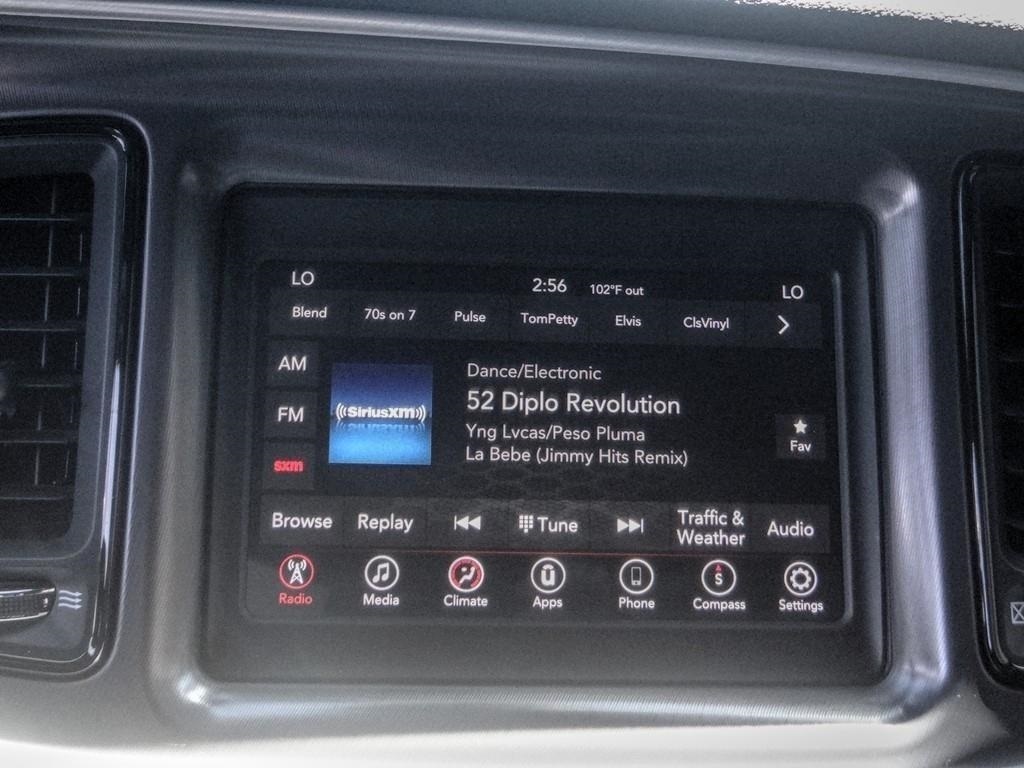 LO 2:56 102°F out LO
Blend 70s on 7 Pulse TomPetty Elvis ClsVinyl
AM
FM
sxm
((SiriusXM))
Dance/Electronic
52 Diplo Revolution
Yng Lvcas/Peso Pluma
La Bebe (Jimmy Hits Remix)
Fav
Browse Replay Tune Traffic & Weather Audio
Radio Media Climate Apps Phone S Compass Settings